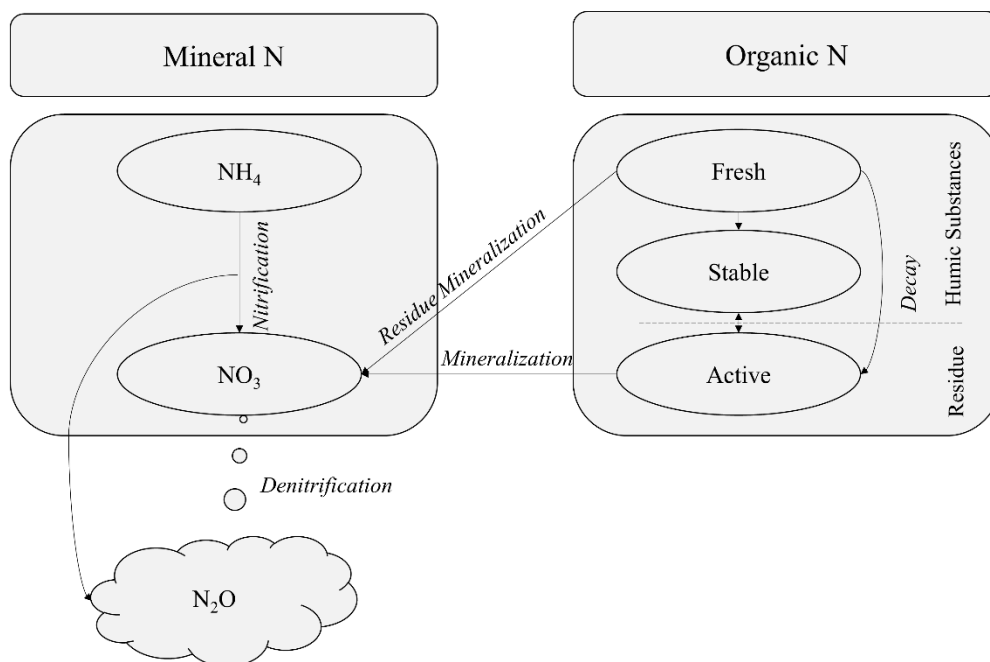 Mineral N
Organic N
NH₄
Nitrification
NO₃
Denitrification
N₂O
Residue Mineralization
Mineralization
Fresh
Stable
Active
Decay
Humic Substances
Residue